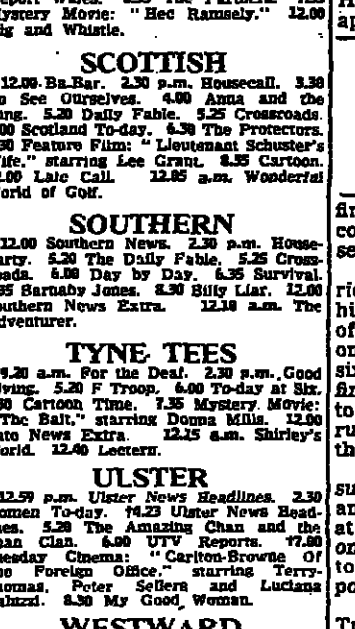 Mystery Movie: "Hec Ramsely." 12.00
Pig and Whistle.
SCOTTISH
12.00 Ba-Bar. 2.30 p.m. Housecall. 3.30
To See Ourselves. 4.00 Anna and the
King. 5.20 Daily Fable. 5.25 Crossroads.
6.00 Scotland To-day. 6.30 The Protectors.
Feature Film: "Lieutenant Schuster's
Wife," starring Lee Grant. 8.35 Cartoon.
Late Call. 12.05 a.m. Wonderful
World of Golf.
SOUTHERN
12.00 Southern News. 2.30 p.m. House-
party. 5.20 The Daily Fable. 5.25 Cross-
roads. 6.00 Day by Day. 6.35 Survival.
Barnaby Jones. 8.30 Billy Liar. 12.00
Southern News Extra. 12.10 a.m. The
Adventurer.
TYNE TEES
9.20 a.m. For the Deaf. 2.30 p.m. Good
5.20 F Troop. 6.00 To-day at Six.
Cartoon Time. 7.35 Mystery Movie:
"The Bait," starring Donna Mills. 12.00
News Extra. 12.15 a.m. Shirley's
World. 12.40 Lectern.
ULSTER
12.59 p.m. Ulster News Headlines. 2.30
Women To-day. †4.23 Ulster News Head-
lines. 5.20 The Amazing Chan and the
Chan Clan. 6.00 UTV Reports. †7.00
Tuesday Cinema: "Carlton-Browne Of
The Foreign Office," starring Terry-
Thomas, Peter Sellers and Luciana
8.30 My Good Woman.
WESTWARD